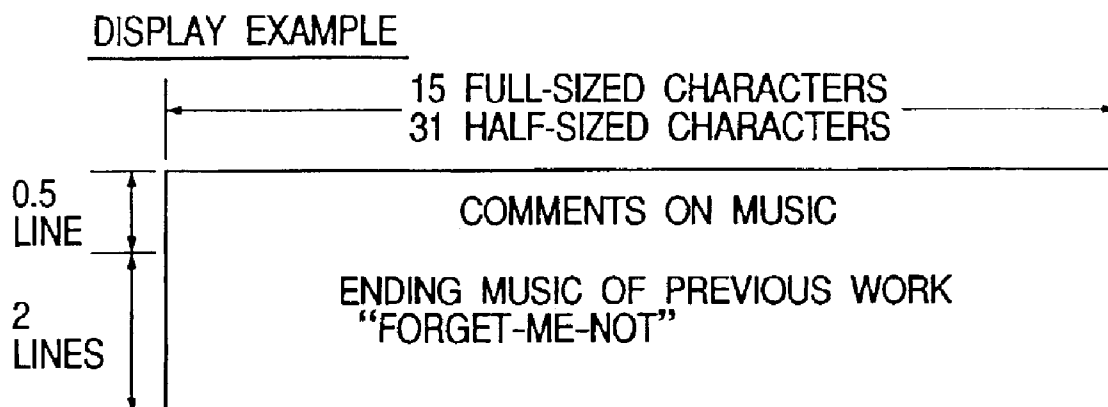 DISPLAY EXAMPLE
15 FULL-SIZED CHARACTERS
31 HALF-SIZED CHARACTERS
0.5
LINE
COMMENTS ON MUSIC
2
LINES
ENDING MUSIC OF PREVIOUS WORK
“FORGET-ME-NOT”